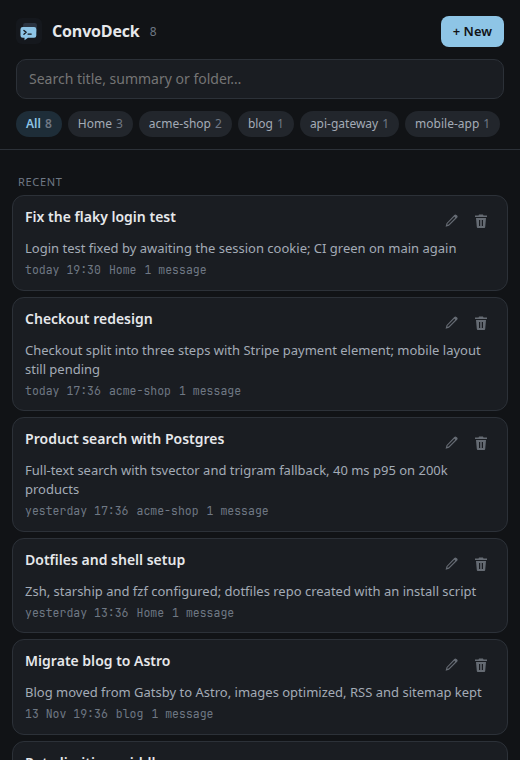 ConvoDeck 8
+ New
Search title, summary or folder...
All 8 Home 3 acme-shop 2 blog 1 api-gateway 1 mobile-app 1
RECENT
Fix the flaky login test
Login test fixed by awaiting the session cookie; CI green on main again
today 19:30 Home 1 message
Checkout redesign
Checkout split into three steps with Stripe payment element; mobile layout
still pending
today 17:36 acme-shop 1 message
Product search with Postgres
Full-text search with tsvector and trigram fallback, 40 ms p95 on 200k
products
yesterday 17:36 acme-shop 1 message
Dotfiles and shell setup
Zsh, starship and fzf configured; dotfiles repo created with an install script
yesterday 13:36 Home 1 message
Migrate blog to Astro
Blog moved from Gatsby to Astro, images optimized, RSS and sitemap kept
13 Nov 19:36 blog 1 message